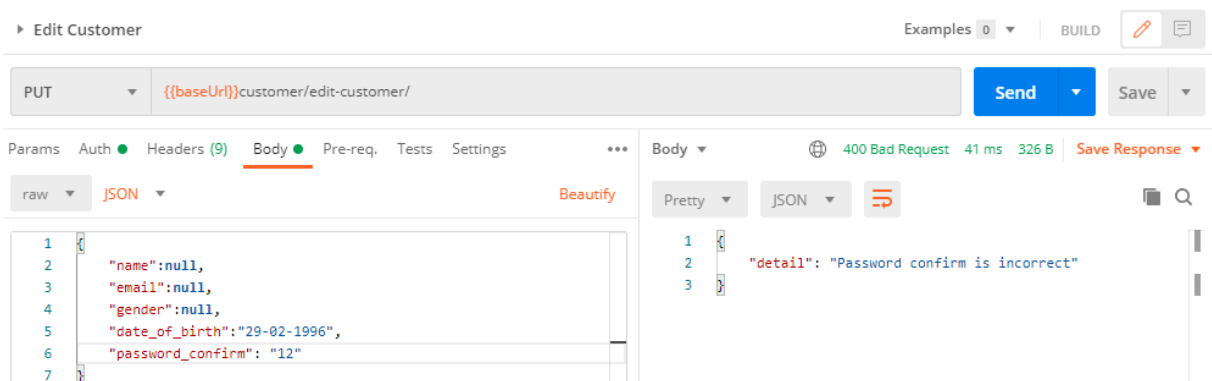 Edit Customer
Examples 0
BUILD
PUT
{{baseUrl}}customer/edit-customer/
Send
Save
Params Auth Headers (9) Body Pre-req. Tests Settings
raw JSON
Beautify
1 {
2 "name":null,
3 "email":null,
4 "gender":null,
5 "date_of_birth":"29-02-1996",
6 "password_confirm": "12"
7 }
Body
400 Bad Request 41 ms 326 B Save Response
Pretty JSON
1 {
2 "detail": "Password confirm is incorrect"
3 }